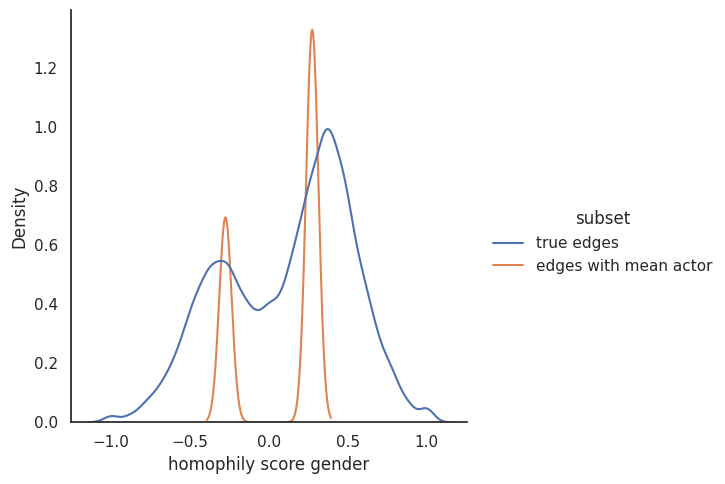 1.2
1.0
0.8
0.6
0.4
0.2
0.0
Density
−1.0 −0.5 0.0 0.5 1.0
homophily score gender
subset
true edges
edges with mean actor